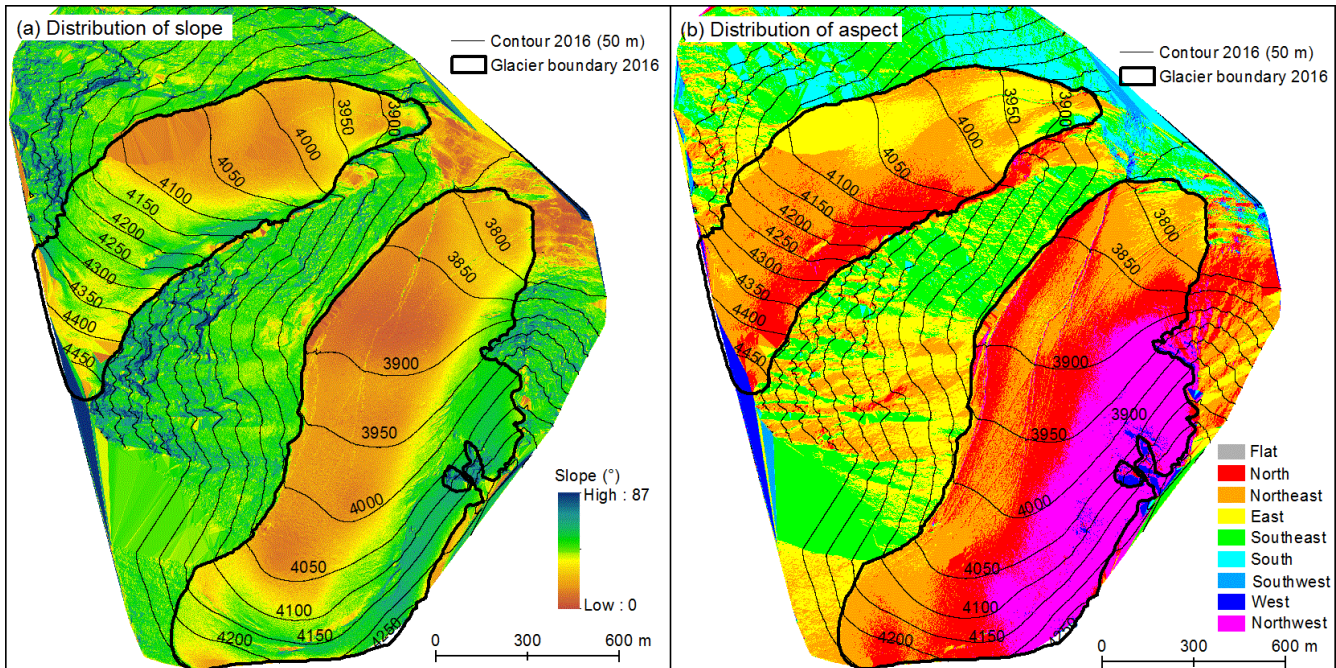 (a) Distribution of slope
Contour 2016 (50 m)
Glacier boundary 2016
3950
3900
4000
4050
4100
4150
4200
4250
4300
4350
4400
4450
3800
3850
3900
3950
4000
4050
4100
4150
4200
4250
Slope (°)
High : 87
Low : 0
0 300 600 m
(b) Distribution of aspect
Contour 2016 (50 m)
Glacier boundary 2016
3950
3900
4000
4050
4100
4150
4200
4250
4300
4350
4400
4450
3800
3850
3900
3900
3950
4000
4050
4100
4150
4200
4250
Flat
North
Northeast
East
Southeast
South
Southwest
West
Northwest
0 300 600 m